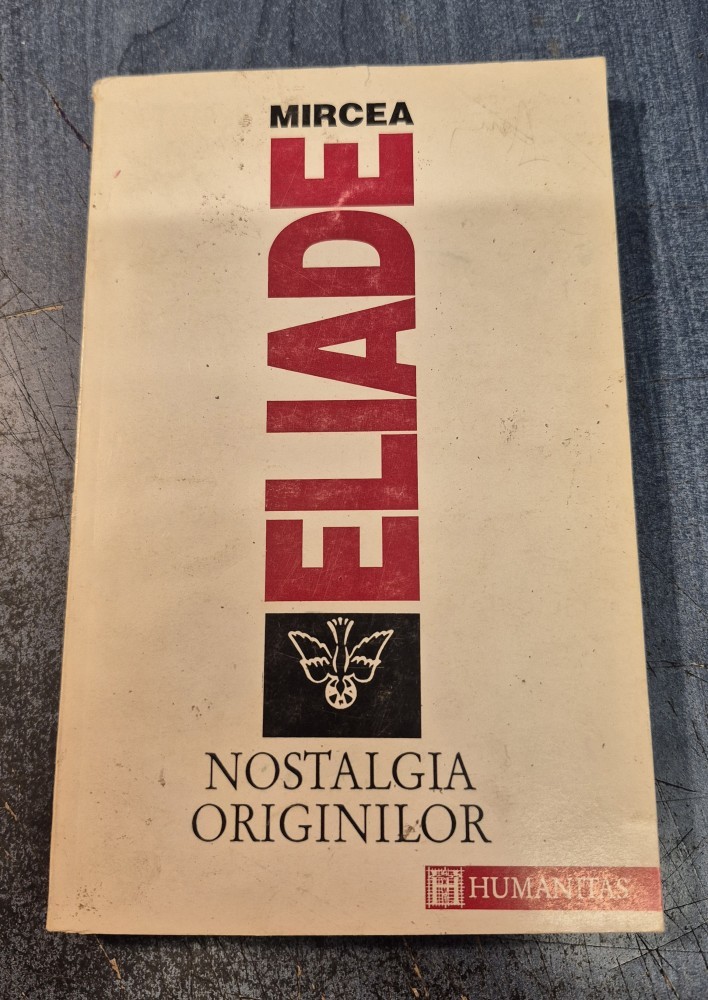 MIRCEA
ELIADE
NOSTALGIA
ORIGINILOR
HUMANITAS